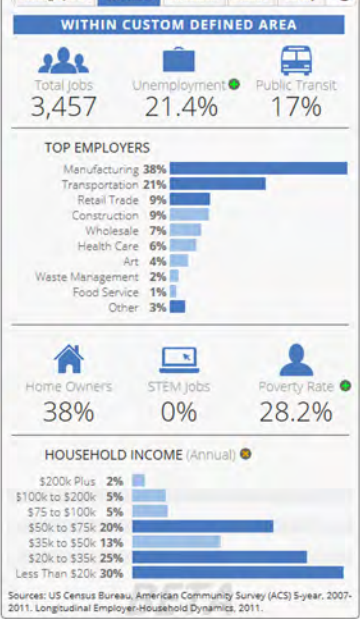 WITHIN CUSTOM DEFINED AREA
Total Jobs
3,457
Unemployment
21.4%
Public Transit
17%
TOP EMPLOYERS
Manufacturing 38%
Transportation 21%
Retail Trade 9%
Construction 9%
Wholesale 7%
Health Care 6%
Art 4%
Waste Management 2%
Food Service 1%
Other 3%
Home Owners
38%
STEM Jobs
0%
Poverty Rate
28.2%
HOUSEHOLD INCOME (Annual)
$200k Plus 2%
$100k to $200k 5%
$75 to $100k 5%
$50k to $75k 20%
$35k to $50k 13%
$20k to $35k 25%
Less Than $20k 30%
BETA
Sources: US Census Bureau, American Community Survey (ACS) 5-year, 2007-
2011. Longitudinal Employer-Household Dynamics, 2011.